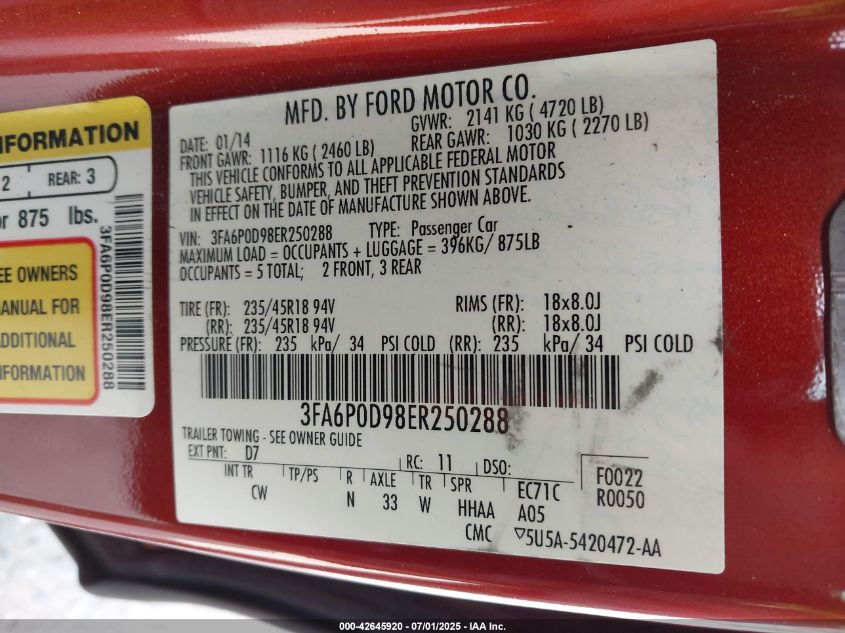 NFORMATION
2 REAR: 3
or 875 lbs.
EE OWNERS
MANUAL FOR
ADDITIONAL
NFORMATION
3FA6P0D98ER250288
MFD. BY FORD MOTOR CO.
DATE: 01/14 GVWR: 2141 KG ( 4720 LB)
FRONT GAWR: 1116 KG ( 2460 LB) REAR GAWR: 1030 KG ( 2270 LB)
THIS VEHICLE CONFORMS TO ALL APPLICABLE FEDERAL MOTOR
VEHICLE SAFETY, BUMPER, AND THEFT PREVENTION STANDARDS
IN EFFECT ON THE DATE OF MANUFACTURE SHOWN ABOVE.
VIN: 3FA6P0D98ER250288 TYPE: Passenger Car
MAXIMUM LOAD = OCCUPANTS + LUGGAGE = 396KG/ 875LB
OCCUPANTS = 5 TOTAL; 2 FRONT, 3 REAR
TIRE (FR): 235/45R18 94V RIMS (FR): 18x8.0J
(RR): 235/45R18 94V (RR): 18x8.0J
PRESSURE (FR): 235 kPa/ 34 PSI COLD (RR): 235 kPa/ 34 PSI COLD
3FA6P0D98ER250288
TRAILER TOWING - SEE OWNER GUIDE
EXT PNT: D7 RC: 11 DSO: F0022
INT TR TP/PS R AXLE TR SPR EC71C R0050
CW N 33 W HHAA A05
CMC ▽5U5A-5420472-AA
000-42645920 - 07/01/2025 - IAA Inc.